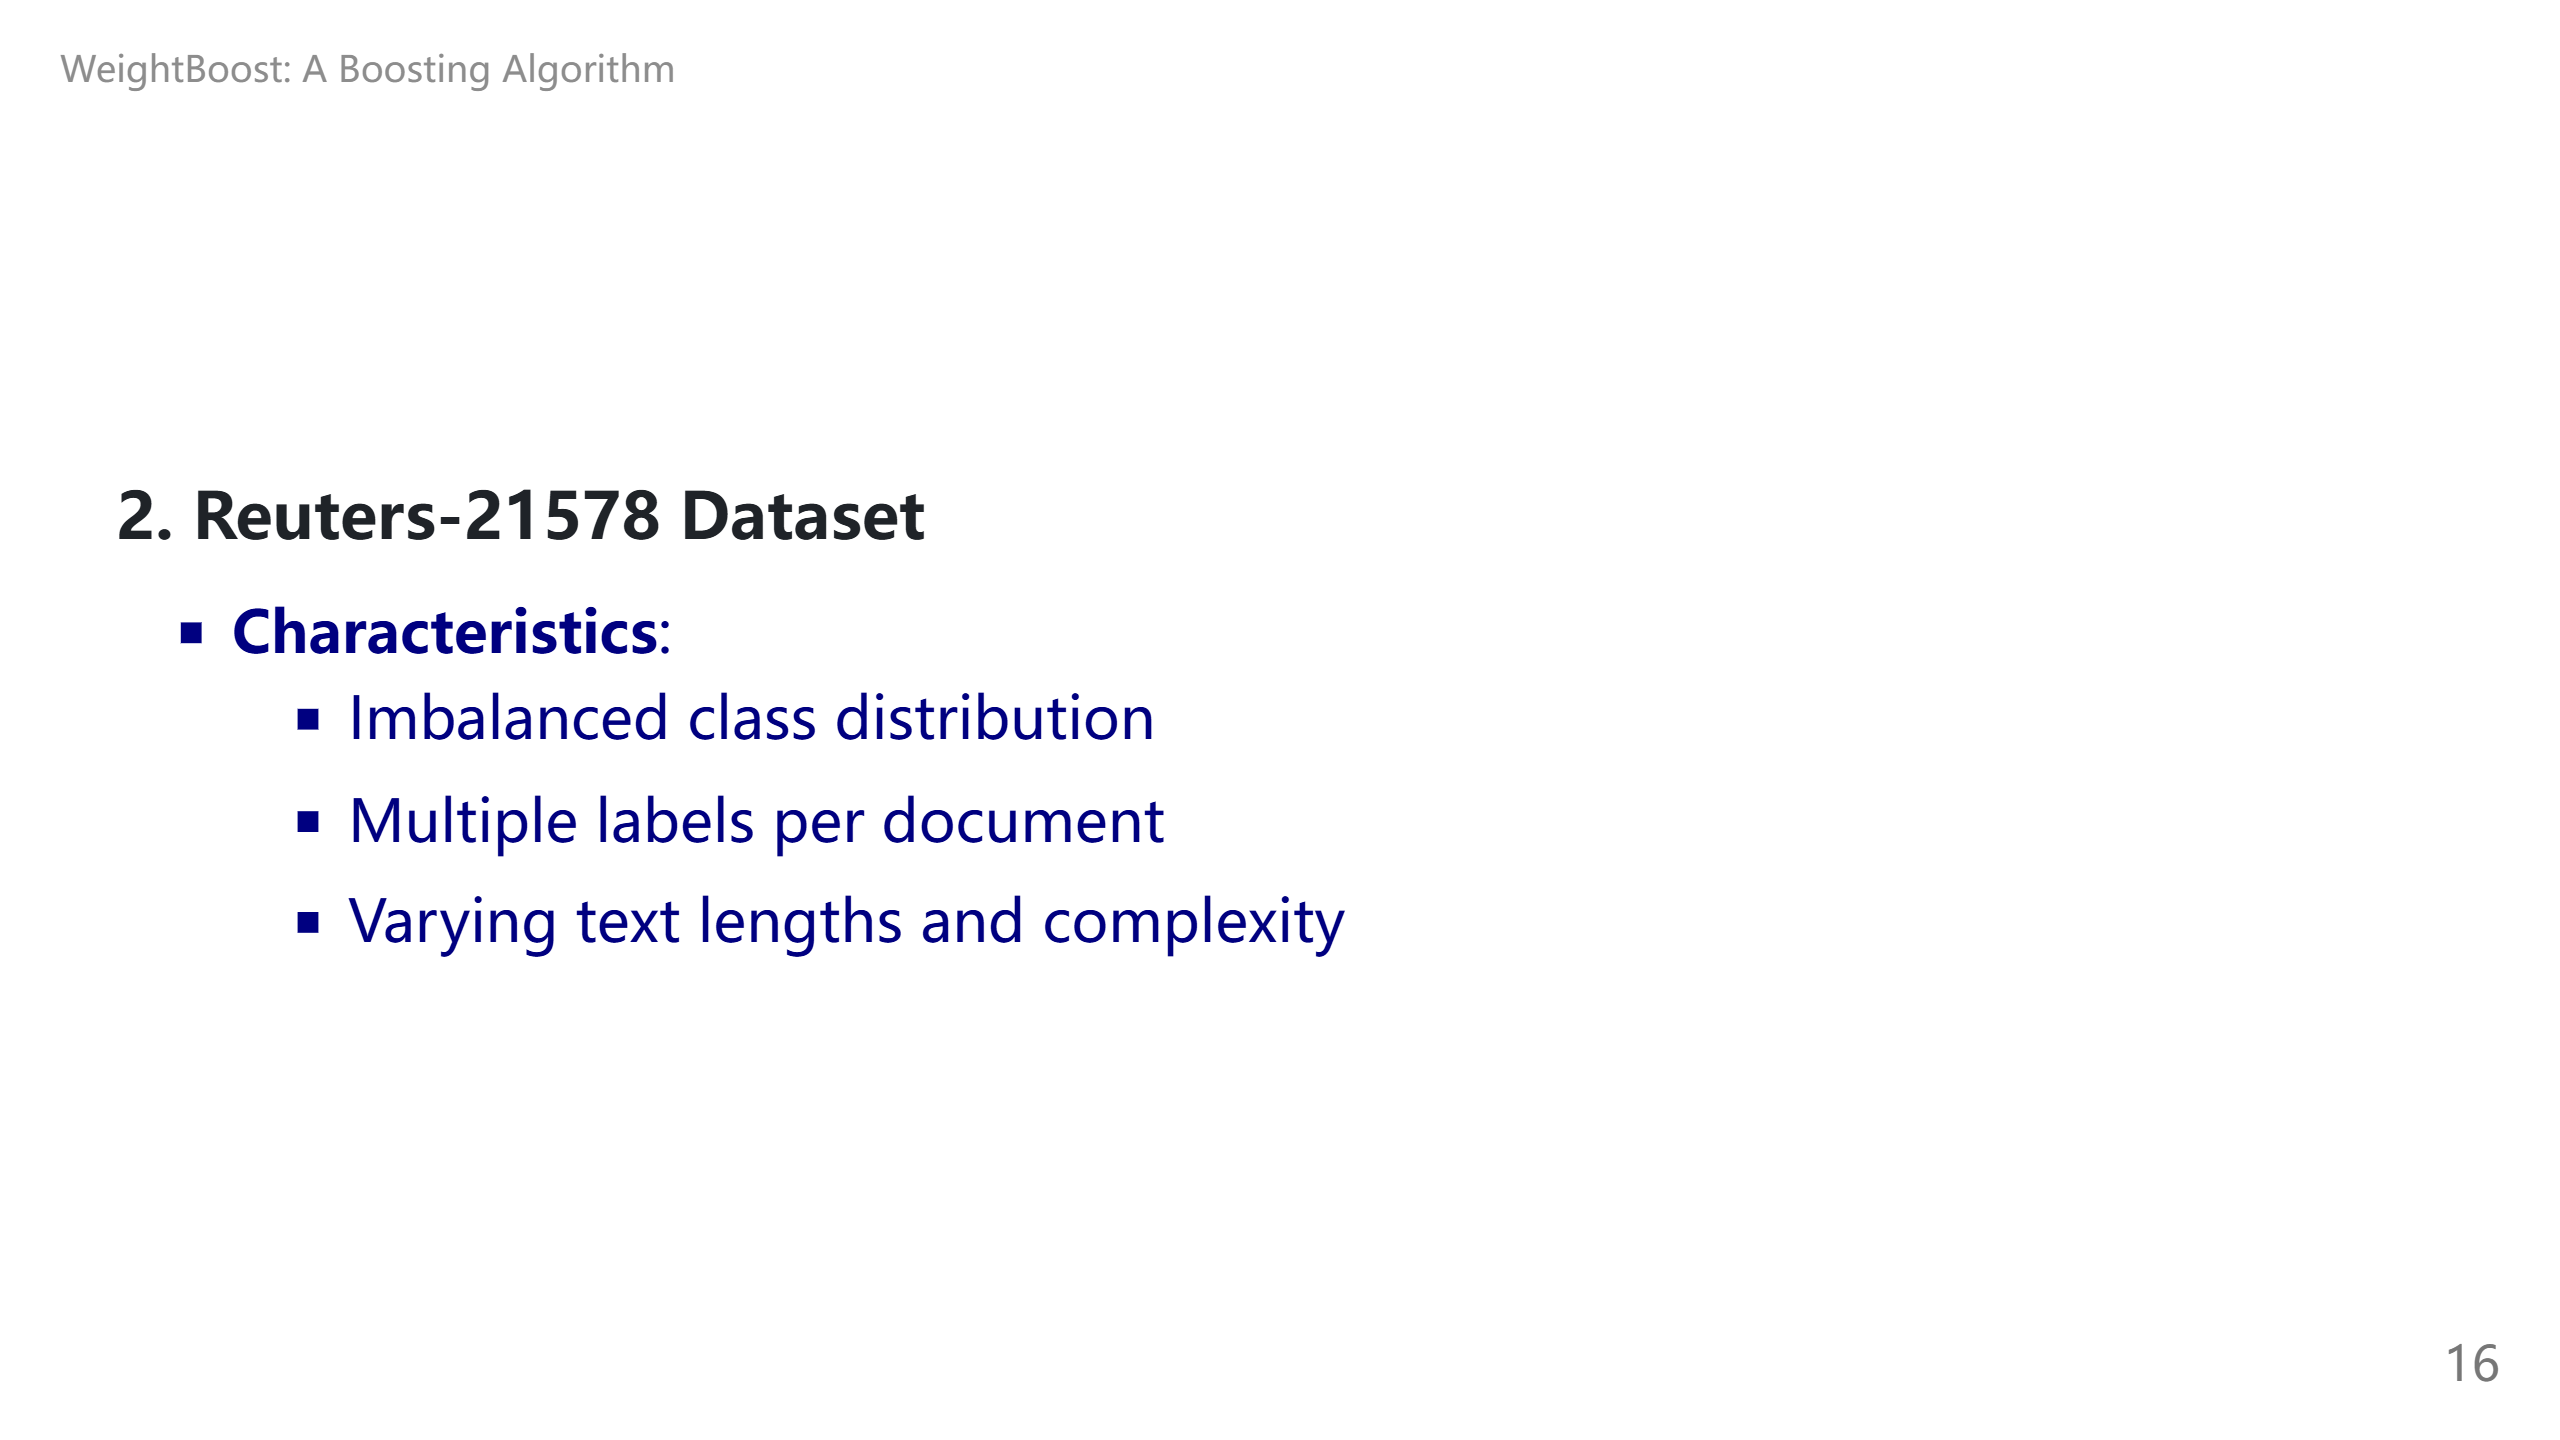 WeightBoost: A Boosting Algorithm
2. Reuters-21578 Dataset
▪ Characteristics:
▪ Imbalanced class distribution
▪ Multiple labels per document
▪ Varying text lengths and complexity
16